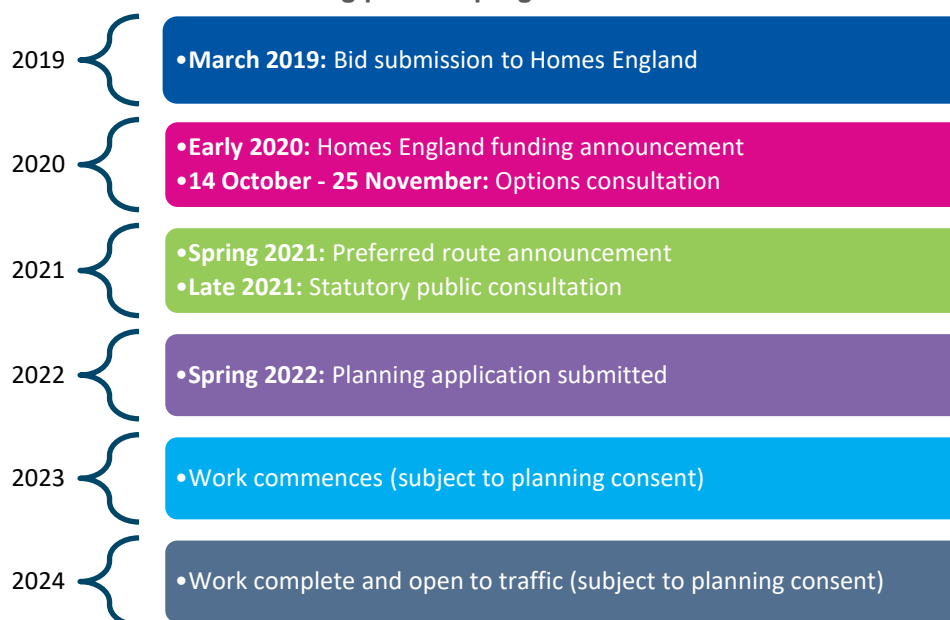 2019
•March 2019: Bid submission to Homes England
2020
•Early 2020: Homes England funding announcement
•14 October - 25 November: Options consultation
2021
•Spring 2021: Preferred route announcement
•Late 2021: Statutory public consultation
2022
•Spring 2022: Planning application submitted
2023
•Work commences (subject to planning consent)
2024
•Work complete and open to traffic (subject to planning consent)